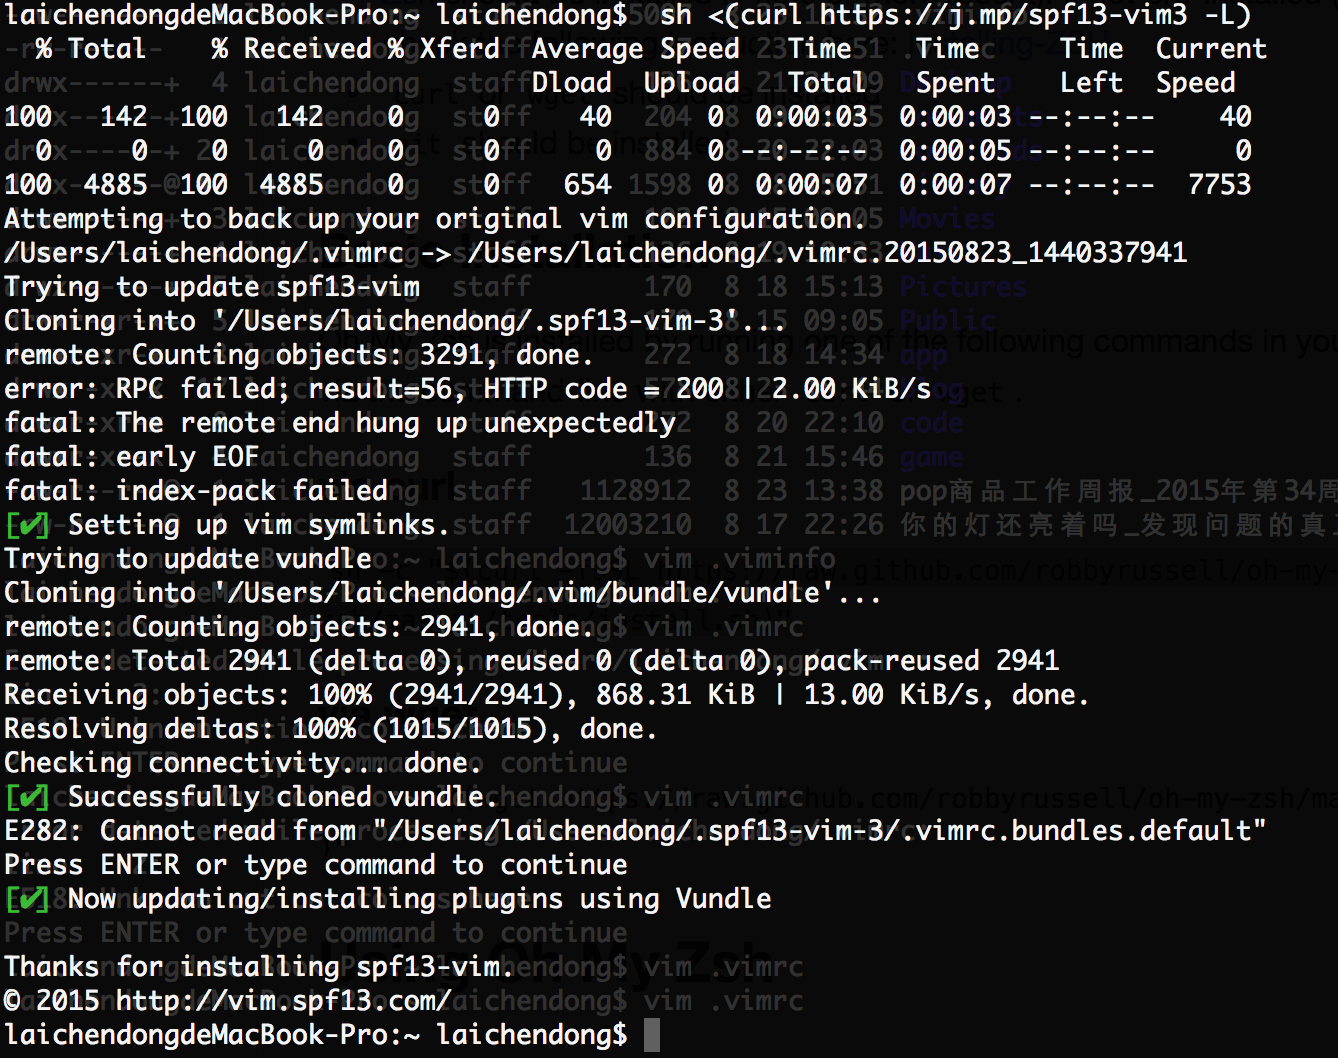 laichendongdeMacBook-Pro:~ laichendong$  sh <(curl https://j.mp/spf13-vim3 -L)
  % Total    % Received % Xferd  Average Speed   Time    Time     Time  Current
                                 Dload  Upload   Total   Spent    Left  Speed
100   142  100   142    0     0     40      0  0:00:03  0:00:03 --:--:--    40
  0     0    0     0    0     0      0      0 --:--:--  0:00:05 --:--:--     0
100  4885  100  4885    0     0    654      0  0:00:07  0:00:07 --:--:--  7753
Attempting to back up your original vim configuration.
/Users/laichendong/.vimrc -> /Users/laichendong/.vimrc.20150823_1440337941
Trying to update spf13-vim
Cloning into '/Users/laichendong/.spf13-vim-3'...
remote: Counting objects: 3291, done.
error: RPC failed; result=56, HTTP code = 200 | 2.00 KiB/s
fatal: The remote end hung up unexpectedly
fatal: early EOF
fatal: index-pack failed
[✔] Setting up vim symlinks.
Trying to update vundle
Cloning into '/Users/laichendong/.vim/bundle/vundle'...
remote: Counting objects: 2941, done.
remote: Total 2941 (delta 0), reused 0 (delta 0), pack-reused 2941
Receiving objects: 100% (2941/2941), 868.31 KiB | 13.00 KiB/s, done.
Resolving deltas: 100% (1015/1015), done.
Checking connectivity... done.
[✔] Successfully cloned vundle.
E282: Cannot read from "/Users/laichendong/.spf13-vim-3/.vimrc.bundles.default"
Press ENTER or type command to continue
[✔] Now updating/installing plugins using Vundle
Thanks for installing spf13-vim.
© 2015 http://vim.spf13.com/
laichendongdeMacBook-Pro:~ laichendong$